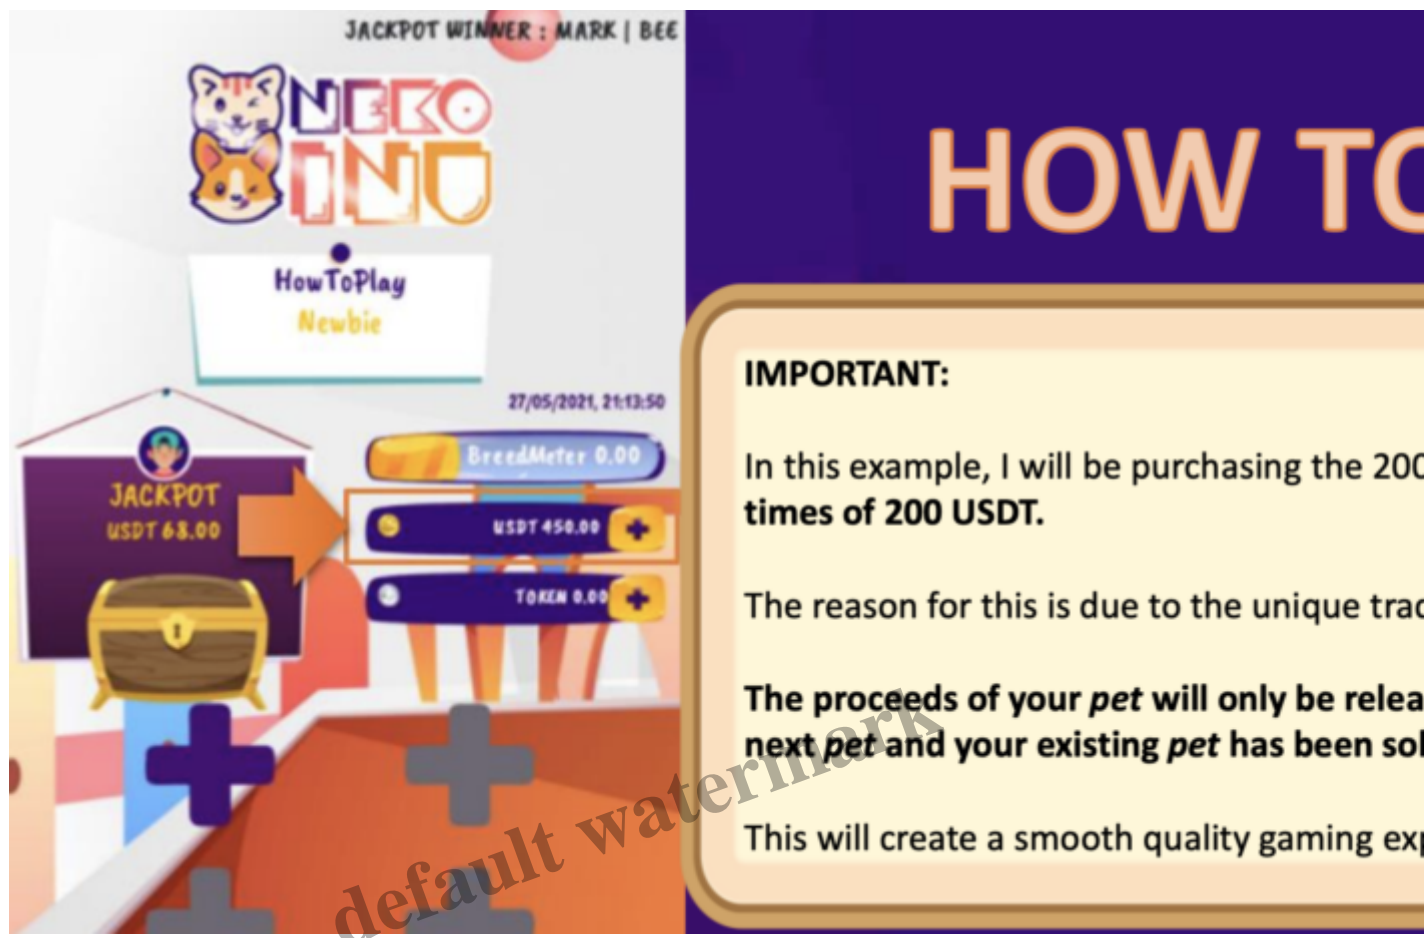 JACKPOT WINNER : MARK | BEE
NEKO
INU
HowToPlay
Newbie
27/05/2021, 21:13:50
BreedMeter 0.00
JACKPOT
USDT 68.00
USDT 450.00
TOKEN 0.00
HOW TO
IMPORTANT:
In this example, I will be purchasing the 200
times of 200 USDT.
The reason for this is due to the unique trad
The proceeds of your pet will only be relea
next pet and your existing pet has been sol
This will create a smooth quality gaming exp
default watermark